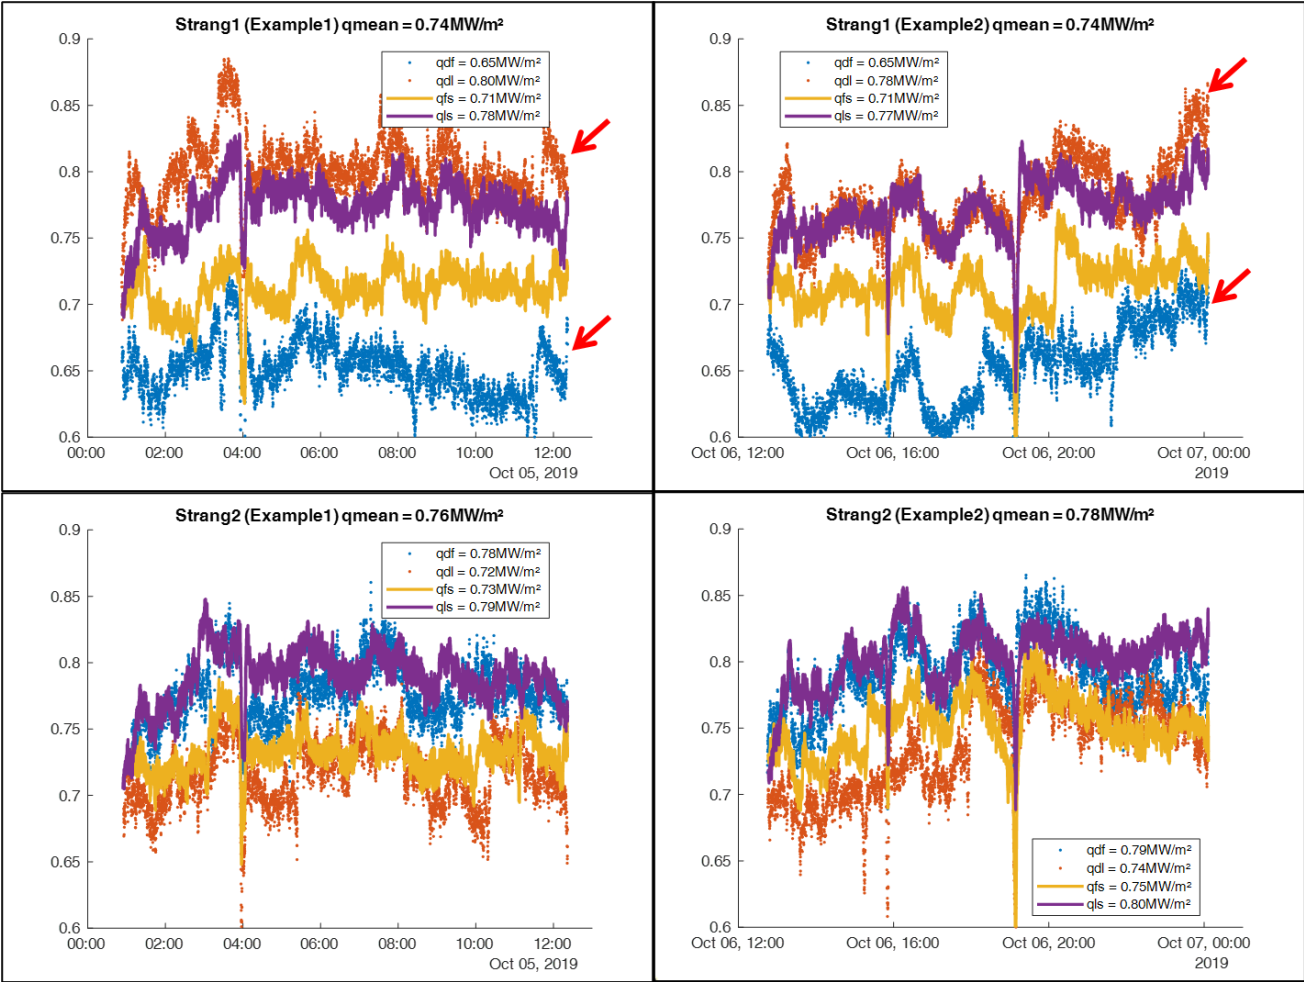 Strang1 (Example1) qmean = 0.74MW/m²
0.9
0.85
0.8
0.75
0.7
0.65
0.6
qdf = 0.65MW/m²
qdl = 0.80MW/m²
qfs = 0.71MW/m²
qls = 0.78MW/m²
00:00 02:00 04:00 06:00 08:00 10:00 12:00
Oct 05, 2019
Strang1 (Example2) qmean = 0.74MW/m²
0.9
0.85
0.8
0.75
0.7
0.65
0.6
qdf = 0.65MW/m²
qdl = 0.78MW/m²
qfs = 0.71MW/m²
qls = 0.77MW/m²
Oct 06, 12:00 Oct 06, 16:00 Oct 06, 20:00 Oct 07, 00:00
2019
Strang2 (Example1) qmean = 0.76MW/m²
0.9
0.85
0.8
0.75
0.7
0.65
0.6
qdf = 0.78MW/m²
qdl = 0.72MW/m²
qfs = 0.73MW/m²
qls = 0.79MW/m²
00:00 02:00 04:00 06:00 08:00 10:00 12:00
Oct 05, 2019
Strang2 (Example2) qmean = 0.78MW/m²
0.9
0.85
0.8
0.75
0.7
0.65
0.6
qdf = 0.79MW/m²
qdl = 0.74MW/m²
qfs = 0.75MW/m²
qls = 0.80MW/m²
Oct 06, 12:00 Oct 06, 16:00 Oct 06, 20:00 Oct 07, 00:00
2019